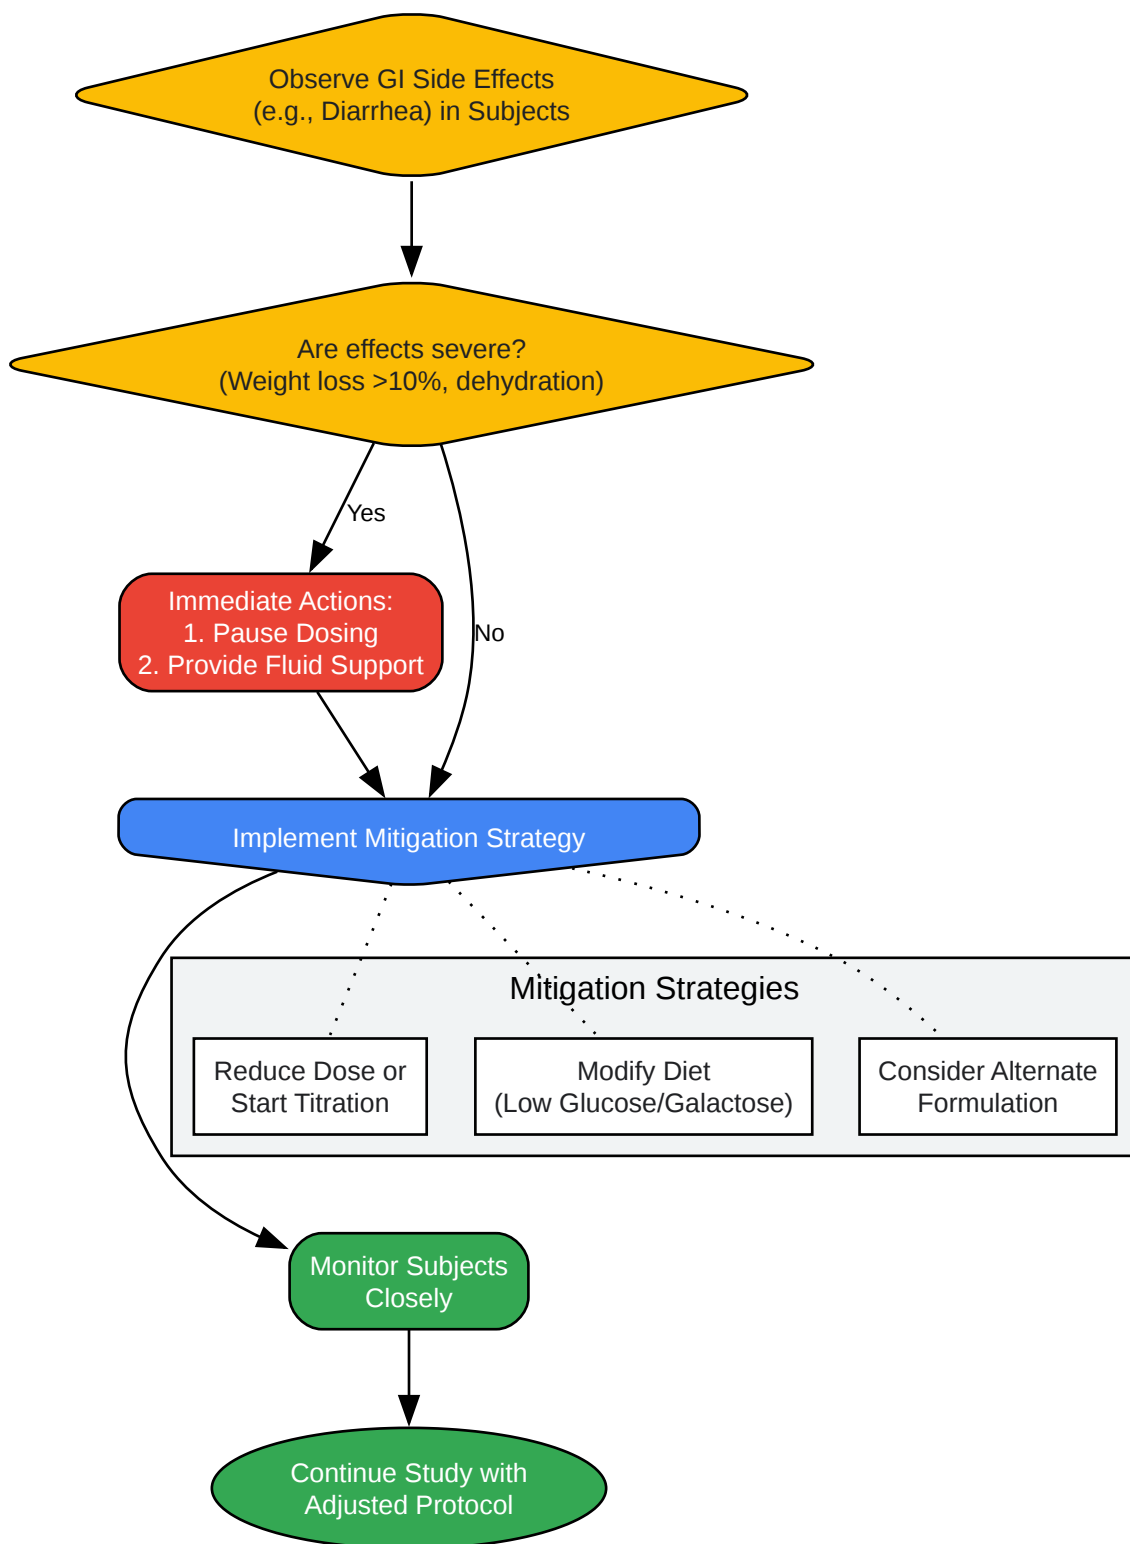 Observe GI Side Effects
(e.g., Diarrhea) in Subjects
Are effects severe?
(Weight loss >10%, dehydration)
Yes
Immediate Actions:
1. Pause Dosing
2. Provide Fluid Support
No
Implement Mitigation Strategy
Mitigation Strategies
Reduce Dose or
Start Titration
Modify Diet
(Low Glucose/Galactose)
Consider Alternate
Formulation
Monitor Subjects
Closely
Continue Study with
Adjusted Protocol